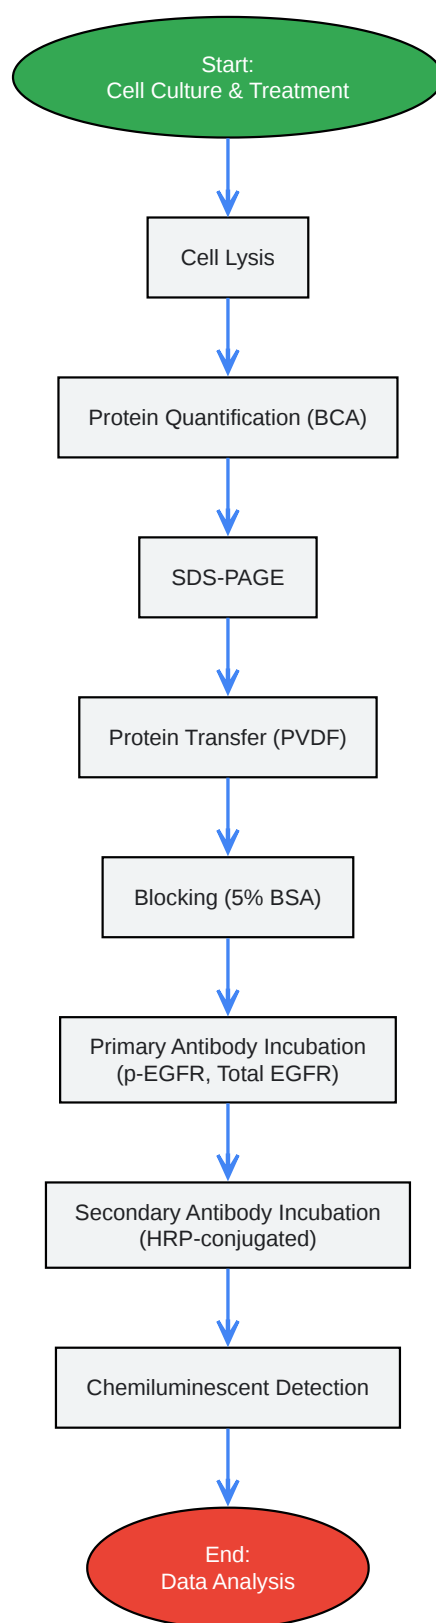 Start:
Cell Culture & Treatment
Cell Lysis
Protein Quantification (BCA)
SDS-PAGE
Protein Transfer (PVDF)
Blocking (5% BSA)
Primary Antibody Incubation
(p-EGFR, Total EGFR)
Secondary Antibody Incubation
(HRP-conjugated)
Chemiluminescent Detection
End:
Data Analysis